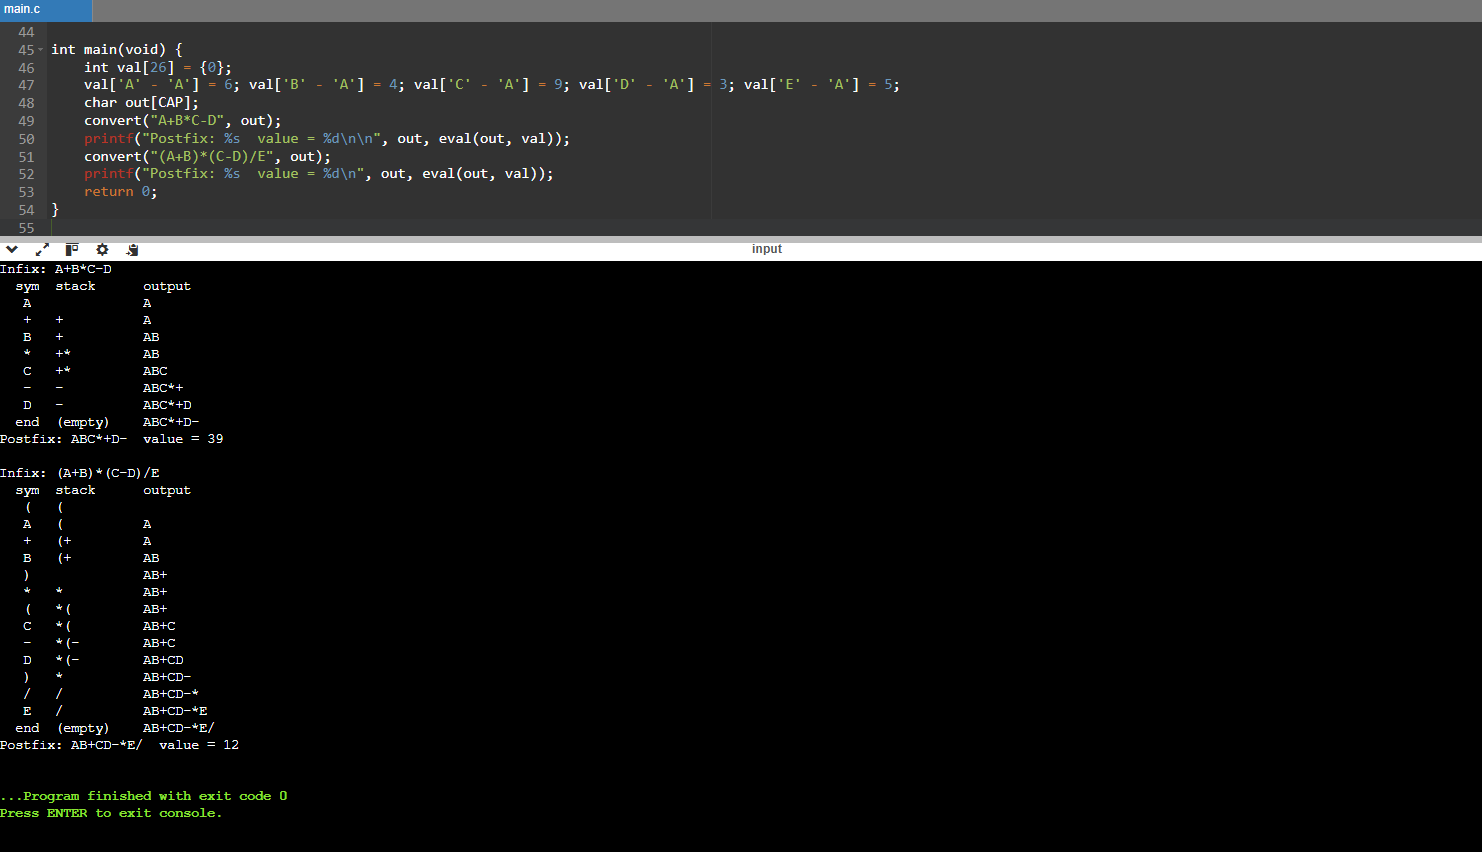 main.c
44
45 int main(void) {
46     int val[26] = {0};
47     val['A' - 'A'] = 6; val['B' - 'A'] = 4; val['C' - 'A'] = 9; val['D' - 'A'] = 3; val['E' - 'A'] = 5;
48     char out[CAP];
49     convert("A+B*C-D", out);
50     printf("Postfix: %s  value = %d\n\n", out, eval(out, val));
51     convert("(A+B)*(C-D)/E", out);
52     printf("Postfix: %s  value = %d\n", out, eval(out, val));
53     return 0;
54 }
55
input
Infix: A+B*C-D
  sym  stack      output
   A              A
   +   +          A
   B   +          AB
   *   +*         AB
   C   +*         ABC
   -   -          ABC*+
   D   -          ABC*+D
  end  (empty)    ABC*+D-
Postfix: ABC*+D-  value = 39

Infix: (A+B)*(C-D)/E
  sym  stack      output
   (   (
   A   (          A
   +   (+         A
   B   (+         AB
   )              AB+
   *   *          AB+
   (   *(         AB+
   C   *(         AB+C
   -   *(-        AB+C
   D   *(-        AB+CD
   )   *          AB+CD-
   /   /          AB+CD-*
   E   /          AB+CD-*E
  end  (empty)    AB+CD-*E/
Postfix: AB+CD-*E/  value = 12

...Program finished with exit code 0
Press ENTER to exit console.